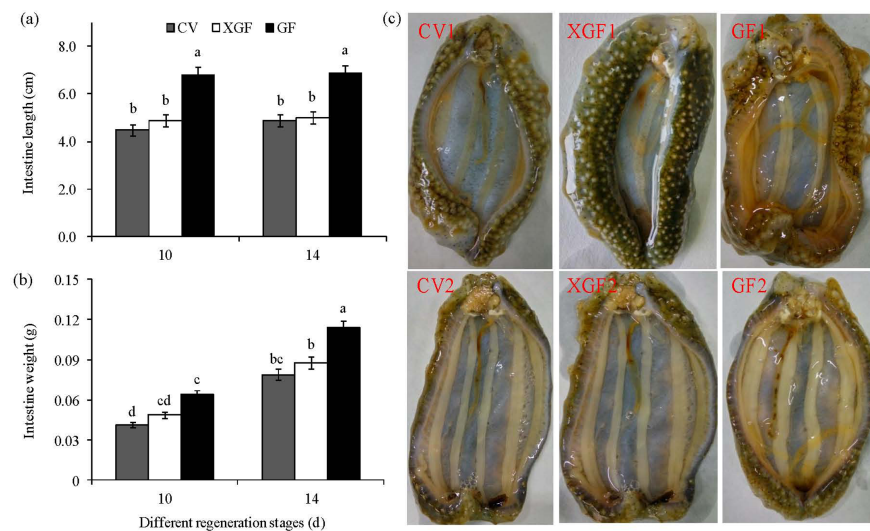 (a)
CV XGF GF
8.0
6.0
4.0
2.0
0.0
Intestine length (cm)
b b a b b a
10 14
(b)
0.15
0.12
0.09
0.06
0.03
0
Intestine weight (g)
d cd c bc b a
10 14
Different regeneration stages (d)
(c)
CV1 XGF1 GF1
CV2 XGF2 GF2